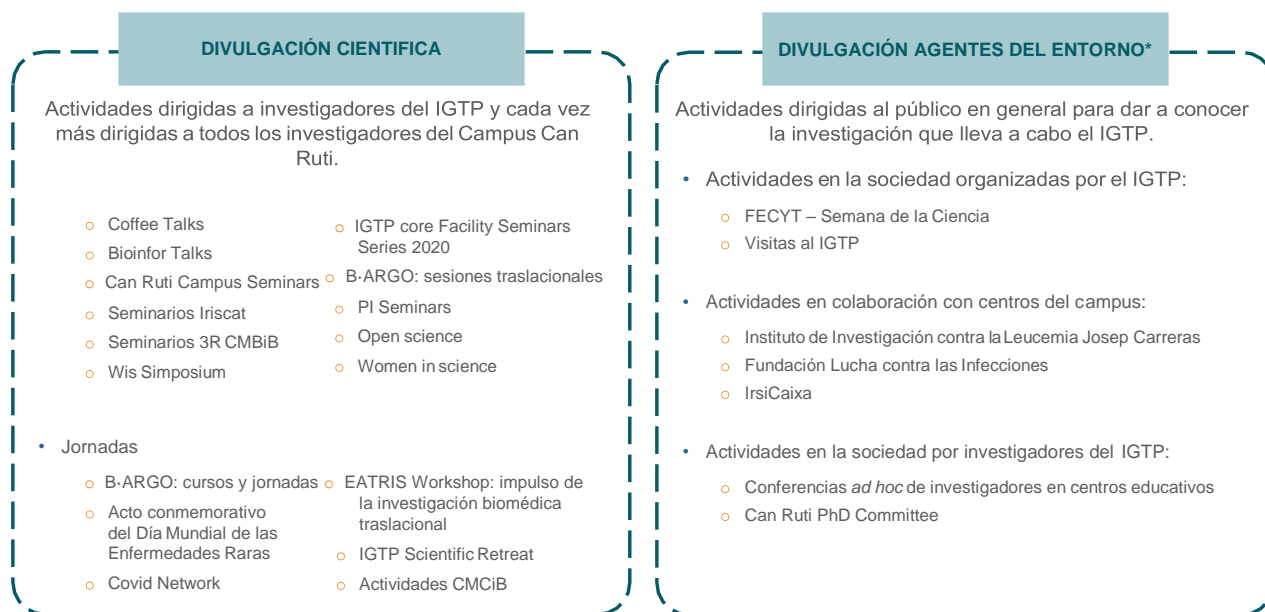 DIVULGACIÓN CIENTIFICA
Actividades dirigidas a investigadores del IGTP y cada vez
más dirigidas a todos los investigadores del Campus Can
Ruti.
Coffee Talks
Bioinfor Talks
Can Ruti Campus Seminars
Seminarios Iriscat
Seminarios 3R CMBiB
Wis Simposium
IGTP core Facility Seminars
Series 2020
B·ARGO: sesiones traslacionales
PI Seminars
Open science
Women in science
• Jornadas
B·ARGO: cursos y jornadas
Acto conmemorativo
del Día Mundial de las
Enfermedades Raras
Covid Network
EATRIS Workshop: impulso de
la investigación biomédica
traslacional
IGTP Scientific Retreat
Actividades CMCiB
DIVULGACIÓN AGENTES DEL ENTORNO*
Actividades dirigidas al público en general para dar a conocer
la investigación que lleva a cabo el IGTP.
• Actividades en la sociedad organizadas por el IGTP:
FECYT – Semana de la Ciencia
Visitas al IGTP
• Actividades en colaboración con centros del campus:
Instituto de Investigación contra la Leucemia Josep Carreras
Fundación Lucha contra las Infecciones
IrsiCaixa
• Actividades en la sociedad por investigadores del IGTP:
Conferencias ad hoc de investigadores en centros educativos
Can Ruti PhD Committee